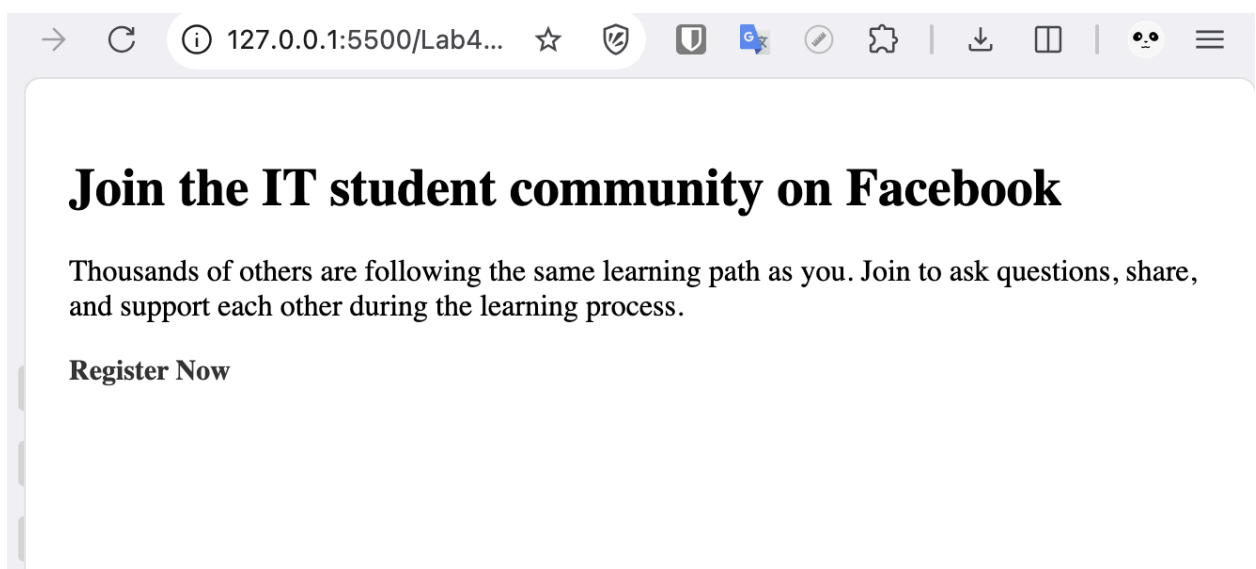 127.0.0.1:5500/Lab4...
Join the IT student community on Facebook
Thousands of others are following the same learning path as you. Join to ask questions, share,
and support each other during the learning process.
Register Now